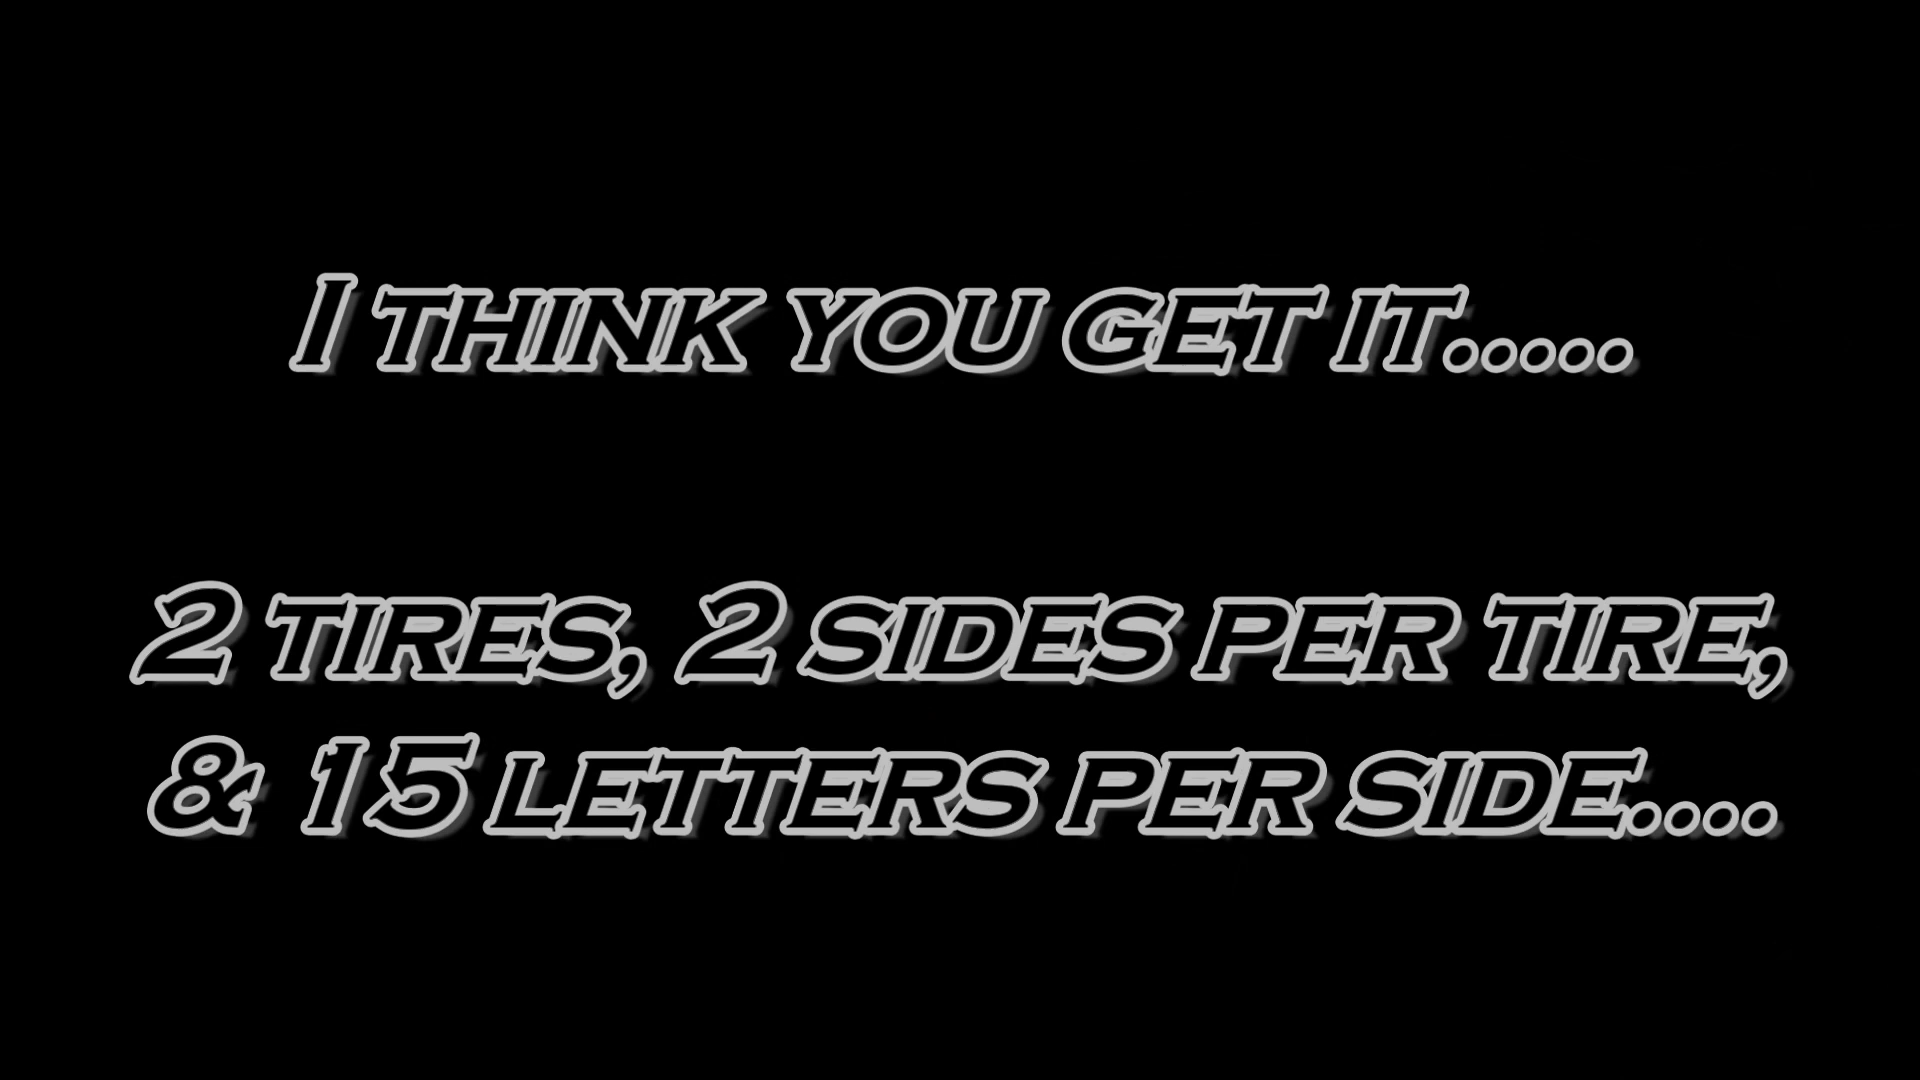 I THINK YOU GET IT.....
2 TIRES, 2 SIDES PER TIRE,
& 15 LETTERS PER SIDE....